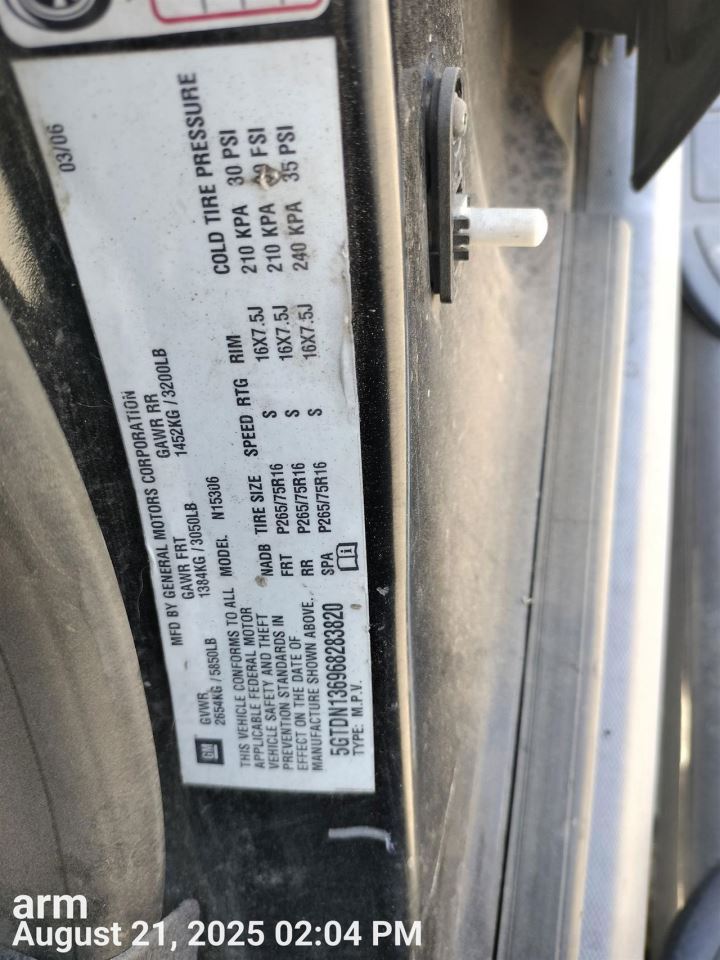 MFD BY GENERAL MOTORS CORPORATION 03/06
GM
GVWR GAWR FRT GAWR RR
2654KG / 5850LB 1384KG / 3050LB 1452KG / 3200LB
THIS VEHICLE CONFORMS TO ALL
APPLICABLE FEDERAL MOTOR
VEHICLE SAFETY AND THEFT
PREVENTION STANDARDS IN
EFFECT ON THE DATE OF
MANUFACTURE SHOWN ABOVE.
5GTDN136968283820
TYPE: M.P.V.
MODEL N15306
NADB TIRE SIZE SPEED RTG RIM COLD TIRE PRESSURE
FRT P265/75R16 S 16X7.5J 210 KPA 30 PSI
RR P265/75R16 S 16X7.5J 210 KPA PSI
SPA P265/75R16 S 16X7.5J 240 KPA 35 PSI
arm
August 21, 2025 02:04 PM